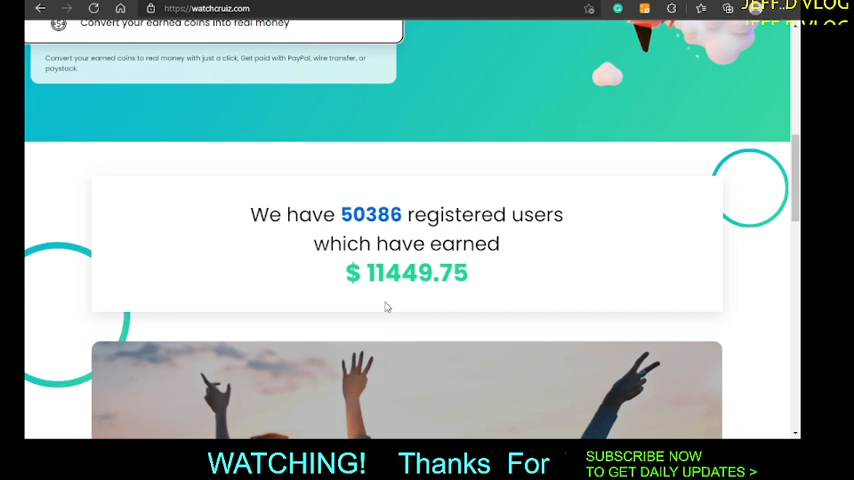 JEFF.D VLOG
https://watchcruiz.com
Convert your earned coins into real money
Convert your earned coins to real money with just a click, Get paid with PayPal, wire transfer, or
paystack.
We have 50386 registered users
which have earned
$ 11449.75
WATCHING! Thanks For
SUBSCRIBE NOW
TO GET DAILY UPDATES >